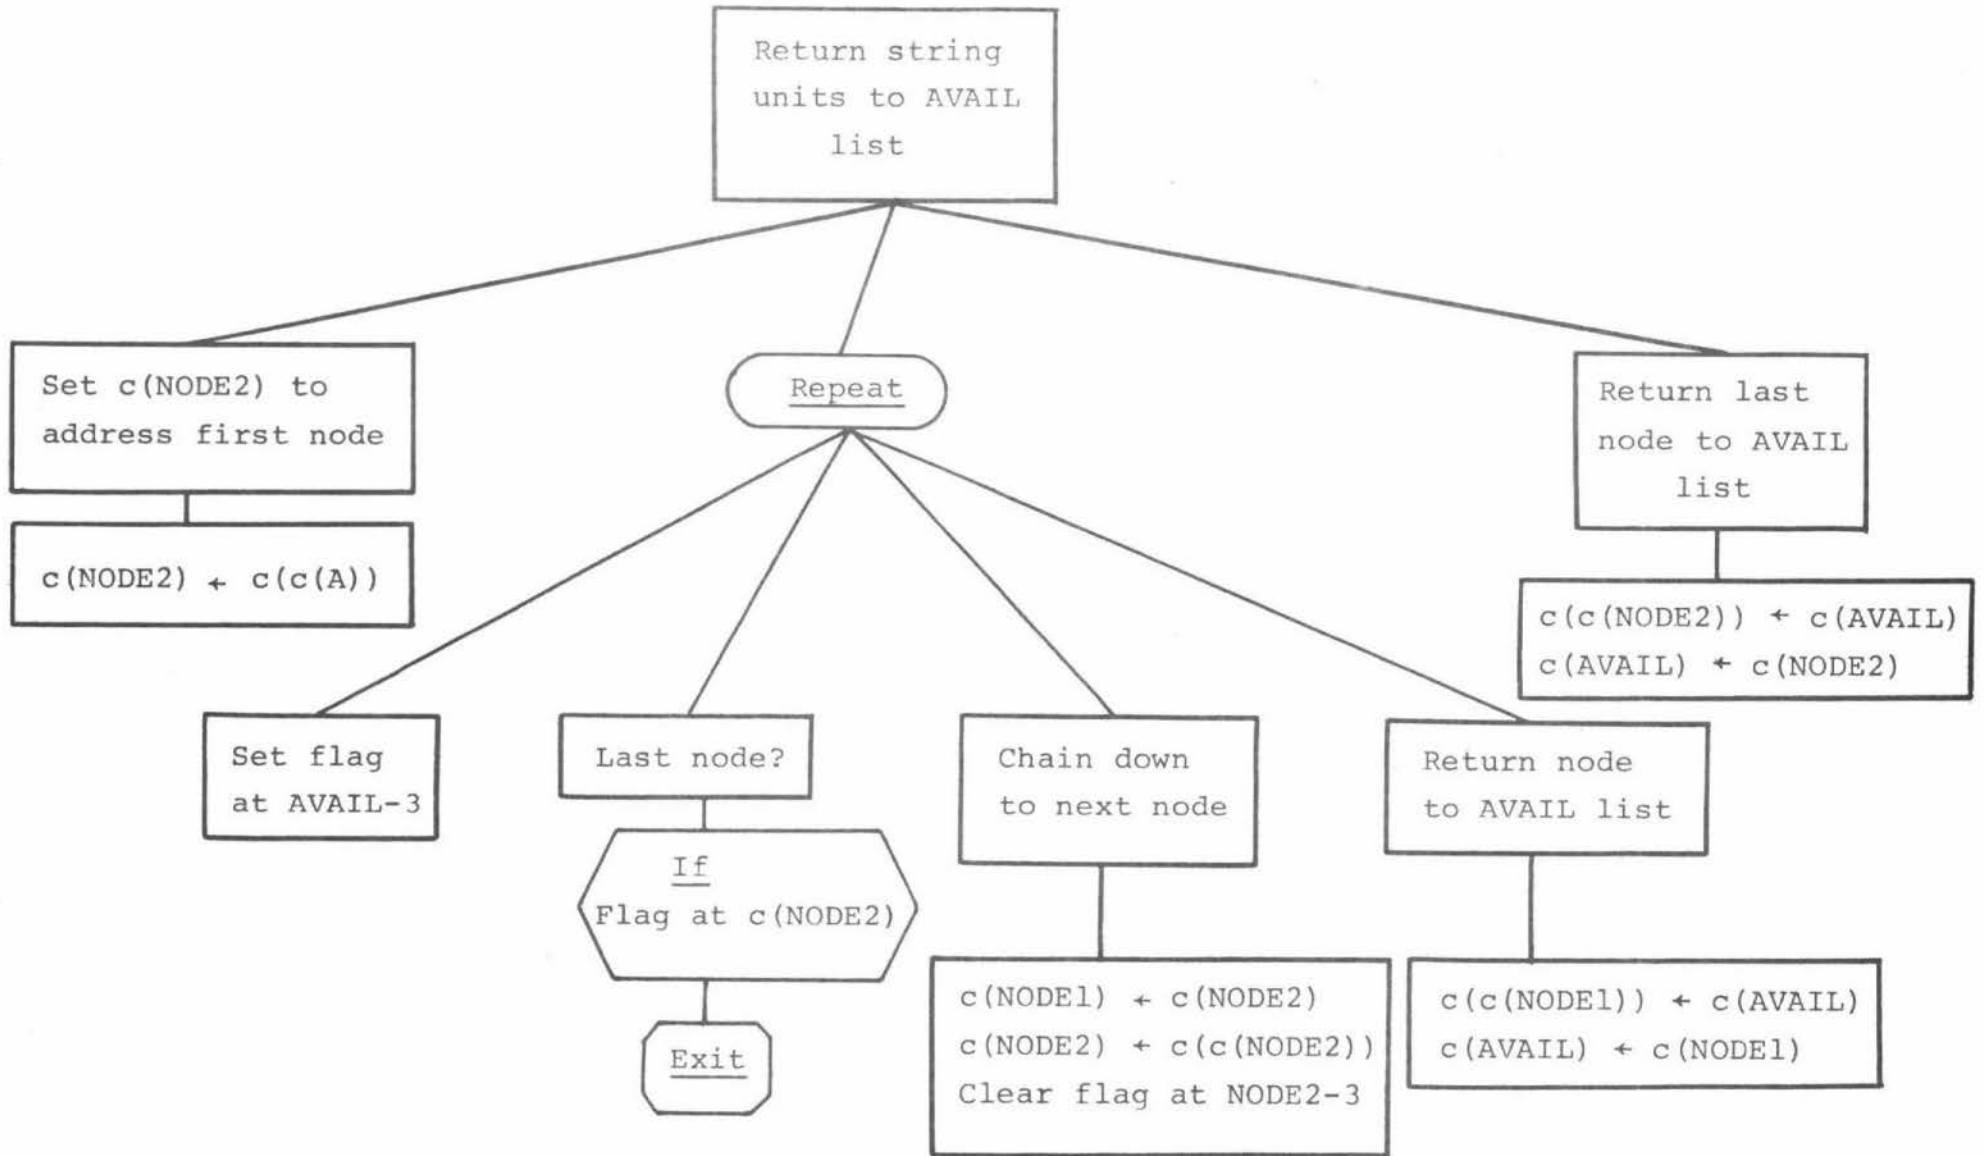 Return string
units to AVAIL
list
Set c(NODE2) to
address first node
c(NODE2) ← c(c(A))
Repeat
Return last
node to AVAIL
list
c(c(NODE2)) ← c(AVAIL)
c(AVAIL) ← c(NODE2)
Set flag
at AVAIL-3
Last node?
If
Flag at c(NODE2)
Exit
Chain down
to next node
c(NODE1) ← c(NODE2)
c(NODE2) ← c(c(NODE2))
Clear flag at NODE2-3
Return node
to AVAIL list
c(c(NODE1)) ← c(AVAIL)
c(AVAIL) ← c(NODE1)